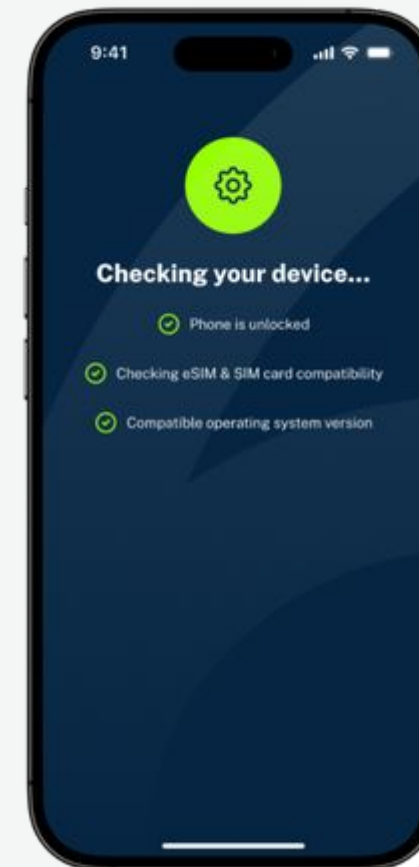 9:41
Checking your device...
Phone is unlocked
Checking eSIM & SIM card compatibility
Compatible operating system version